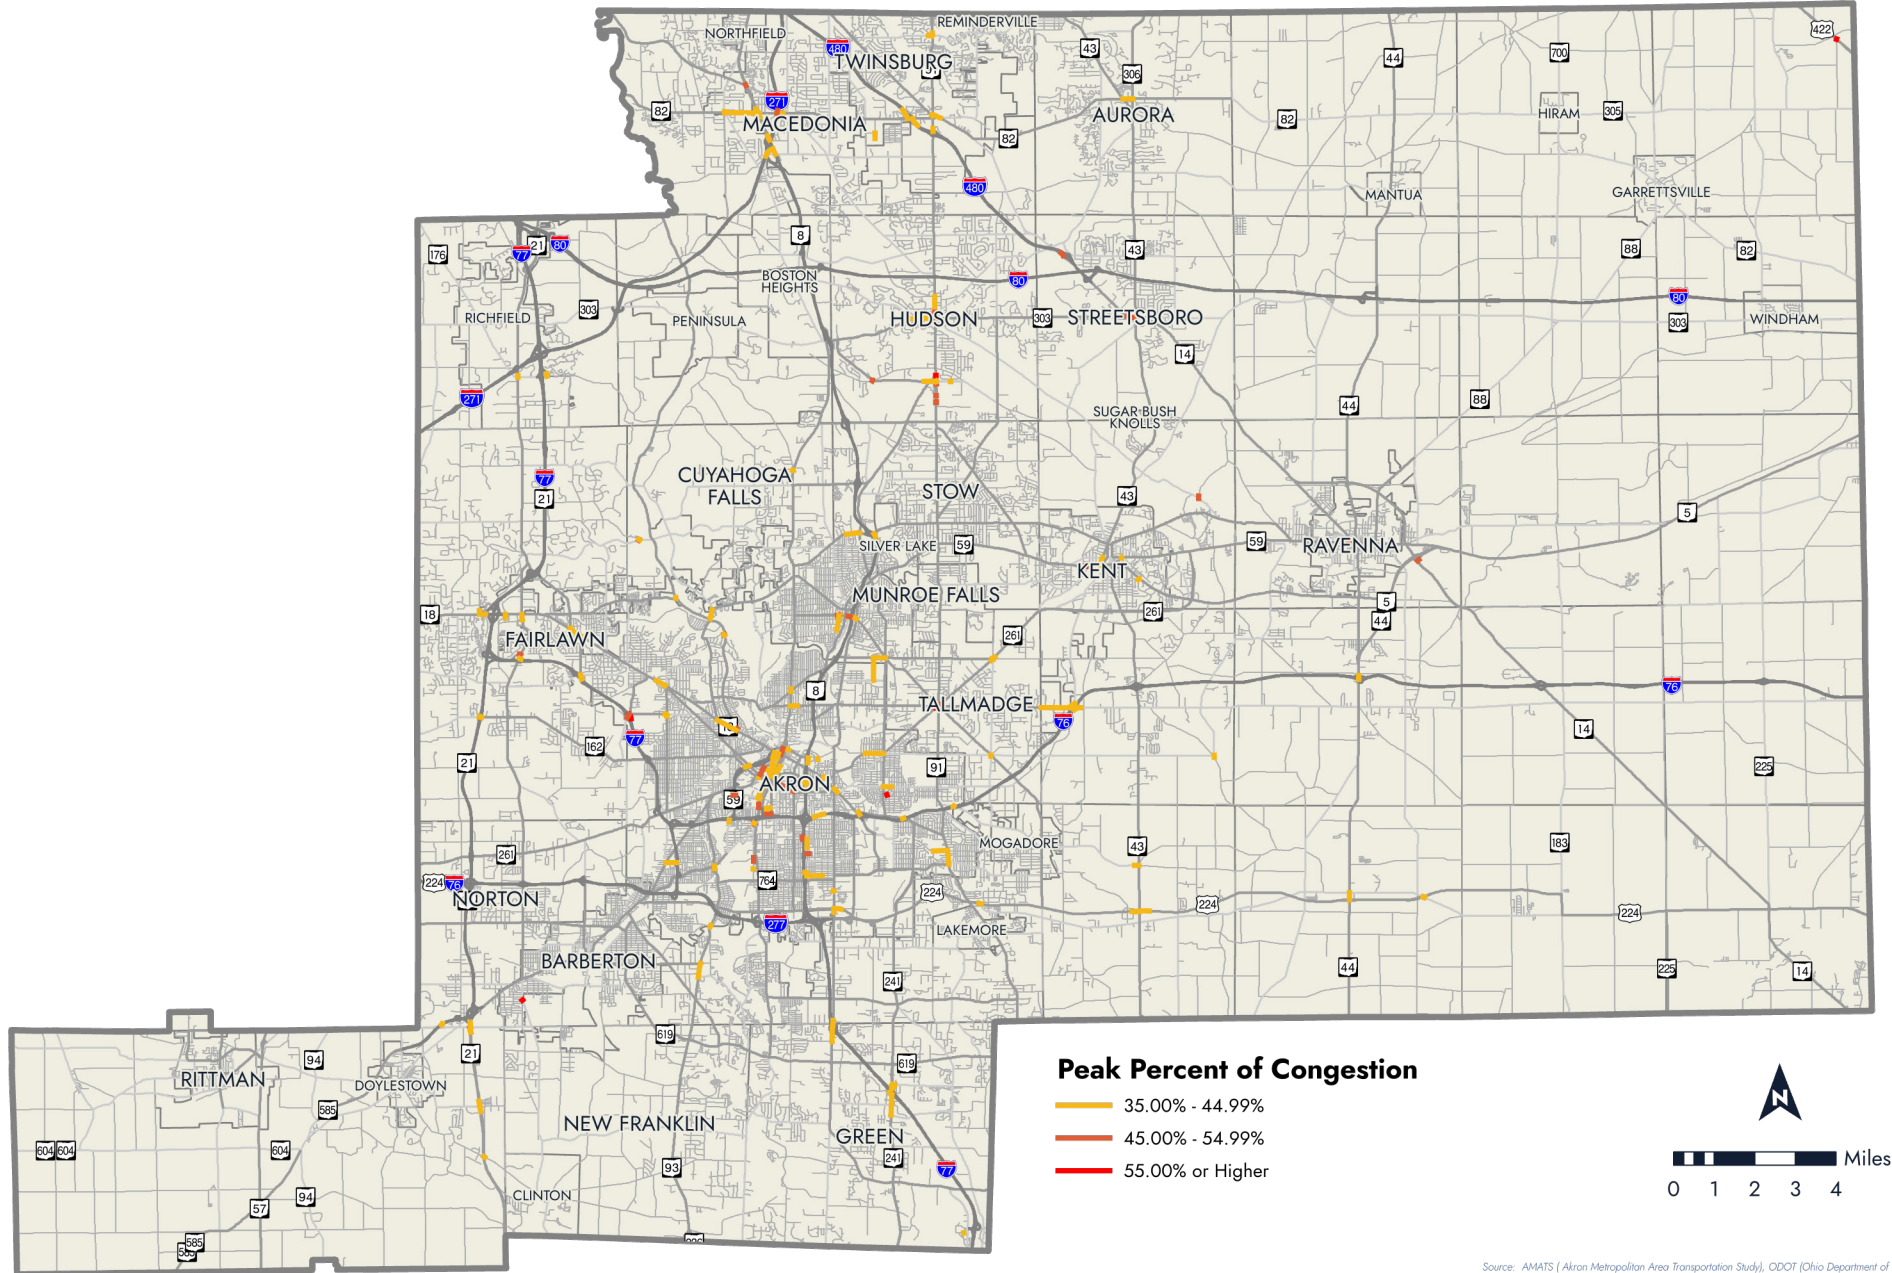 REMINDERVILLE
NORTHFIELD
422
43
480
44
700
TWINSBURG
306
271
82
305
HIRAM
AURORA
82
MACEDONIA
82
480
GARRETTSVILLE
MANTUA
8
21
80
176
77
43
88
82
BOSTON
HEIGHTS
80
80
303
RICHFIELD
PENINSULA
HUDSON
303
STREETSBORO
303
WINDHAM
14
271
44
88
SUGAR BUSH
KNOLLS
CUYAHOGA
FALLS
77
21
STOW
43
5
SILVER LAKE
59
59
RAVENNA
KENT
MUNROE FALLS
18
261
5
44
FAIRLAWN
261
8
76
TALLMADGE
76
14
77
162
21
91
225
AKRON
59
MOGADORE
43
183
261
224
76
764
NORTON
224
224
224
277
LAKEMORE
BARBERTON
44
225
14
241
619
21
94
619
RITTMAN
DOYLESTOWN
585
NEW FRANKLIN
GREEN
604
604
604
241
93
77
94
CLINTON
57
585
Peak Percent of Congestion
35.00% - 44.99%
45.00% - 54.99%
55.00% or Higher
N
Miles
0 1 2 3 4
Source: AMATS ( Akron Metropolitan Area Transportation Study), ODOT (Ohio Department of